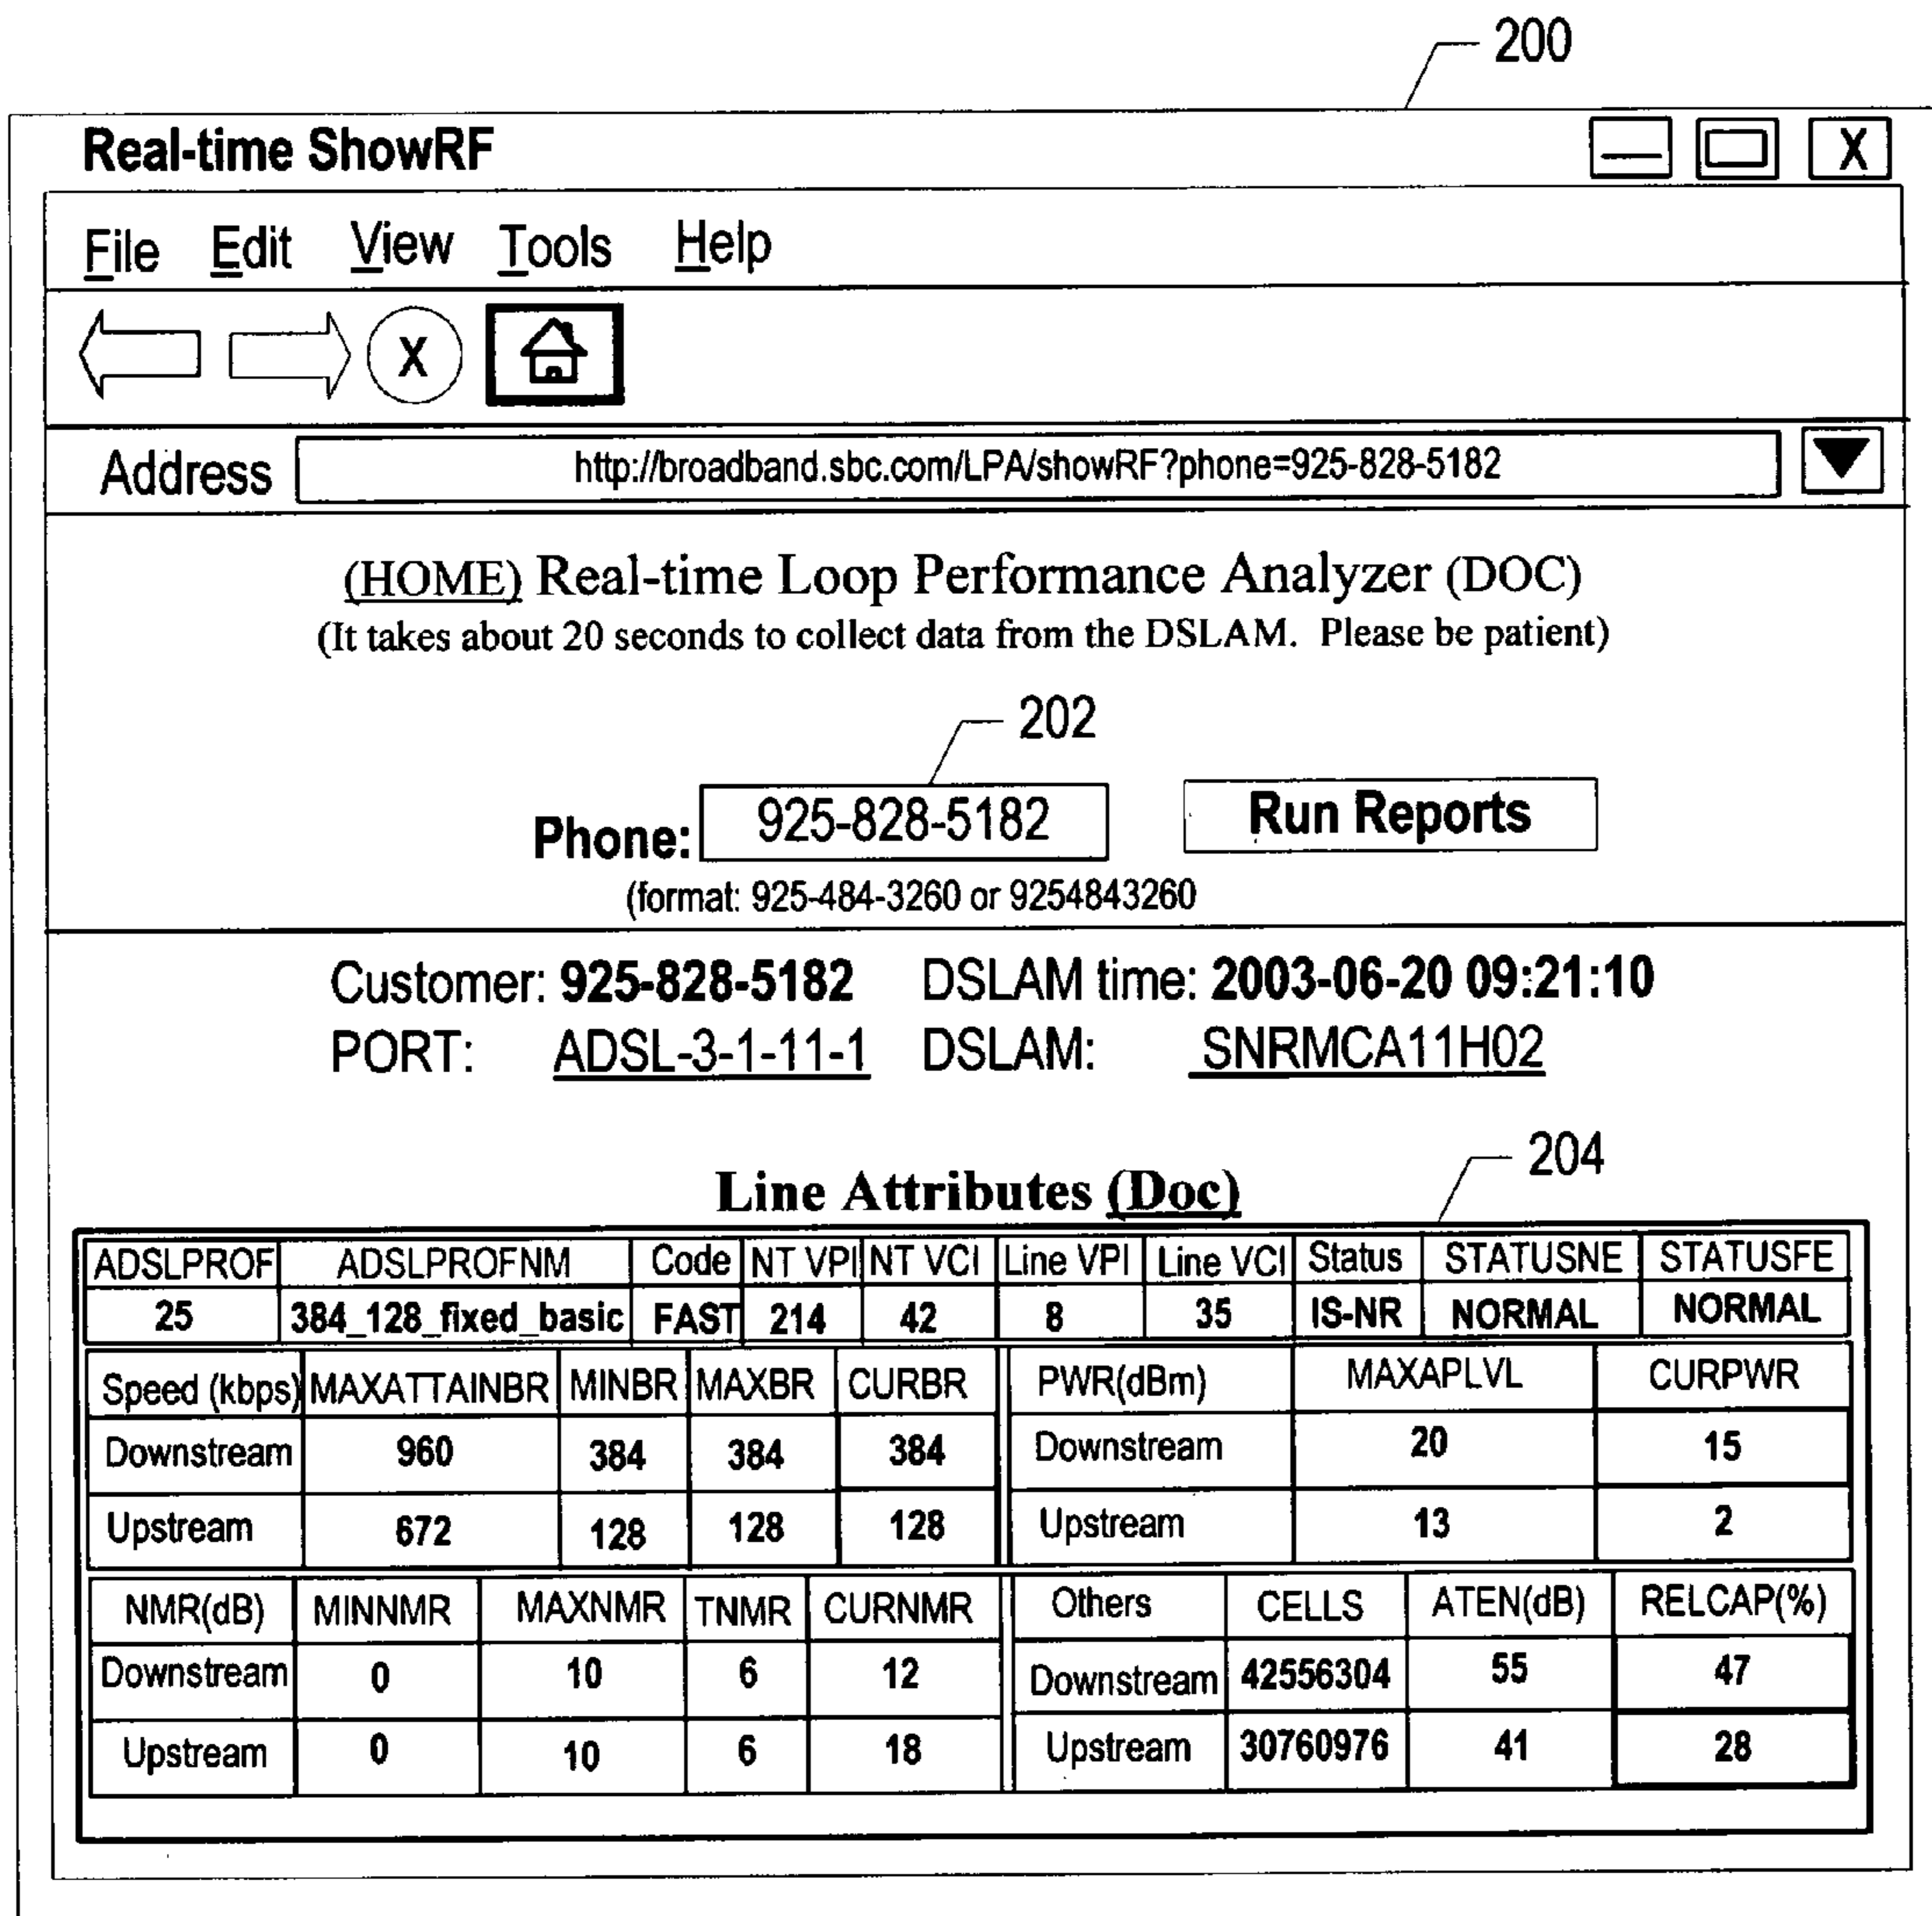 200
Real-time ShowRF X
File Edit View Tools Help
X
Address http://broadband.sbc.com/LPA/showRF?phone=925-828-5182
(HOME) Real-time Loop Performance Analyzer (DOC)
(It takes about 20 seconds to collect data from the DSLAM. Please be patient)
202
Phone: 925-828-5182 Run Reports
(format: 925-484-3260 or 9254843260
Customer: 925-828-5182 DSLAM time: 2003-06-20 09:21:10
PORT: ADSL-3-1-11-1 DSLAM: SNRMCA11H02
204
Line Attributes (Doc)
ADSLPROF ADSLPROFNM Code NT VPI NT VCI Line VPI Line VCI Status STATUSNE STATUSFE
25 384_128_fixed_basic FAST 214 42 8 35 IS-NR NORMAL NORMAL
Speed (kbps) MAXATTAINBR MINBR MAXBR CURBR PWR(dBm) MAXAPLVL CURPWR
Downstream 960 384 384 384 Downstream 20 15
Upstream 672 128 128 128 Upstream 13 2
NMR(dB) MINNMR MAXNMR TNMR CURNMR Others CELLS ATEN(dB) RELCAP(%)
Downstream 0 10 6 12 Downstream 42556304 55 47
Upstream 0 10 6 18 Upstream 30760976 41 28